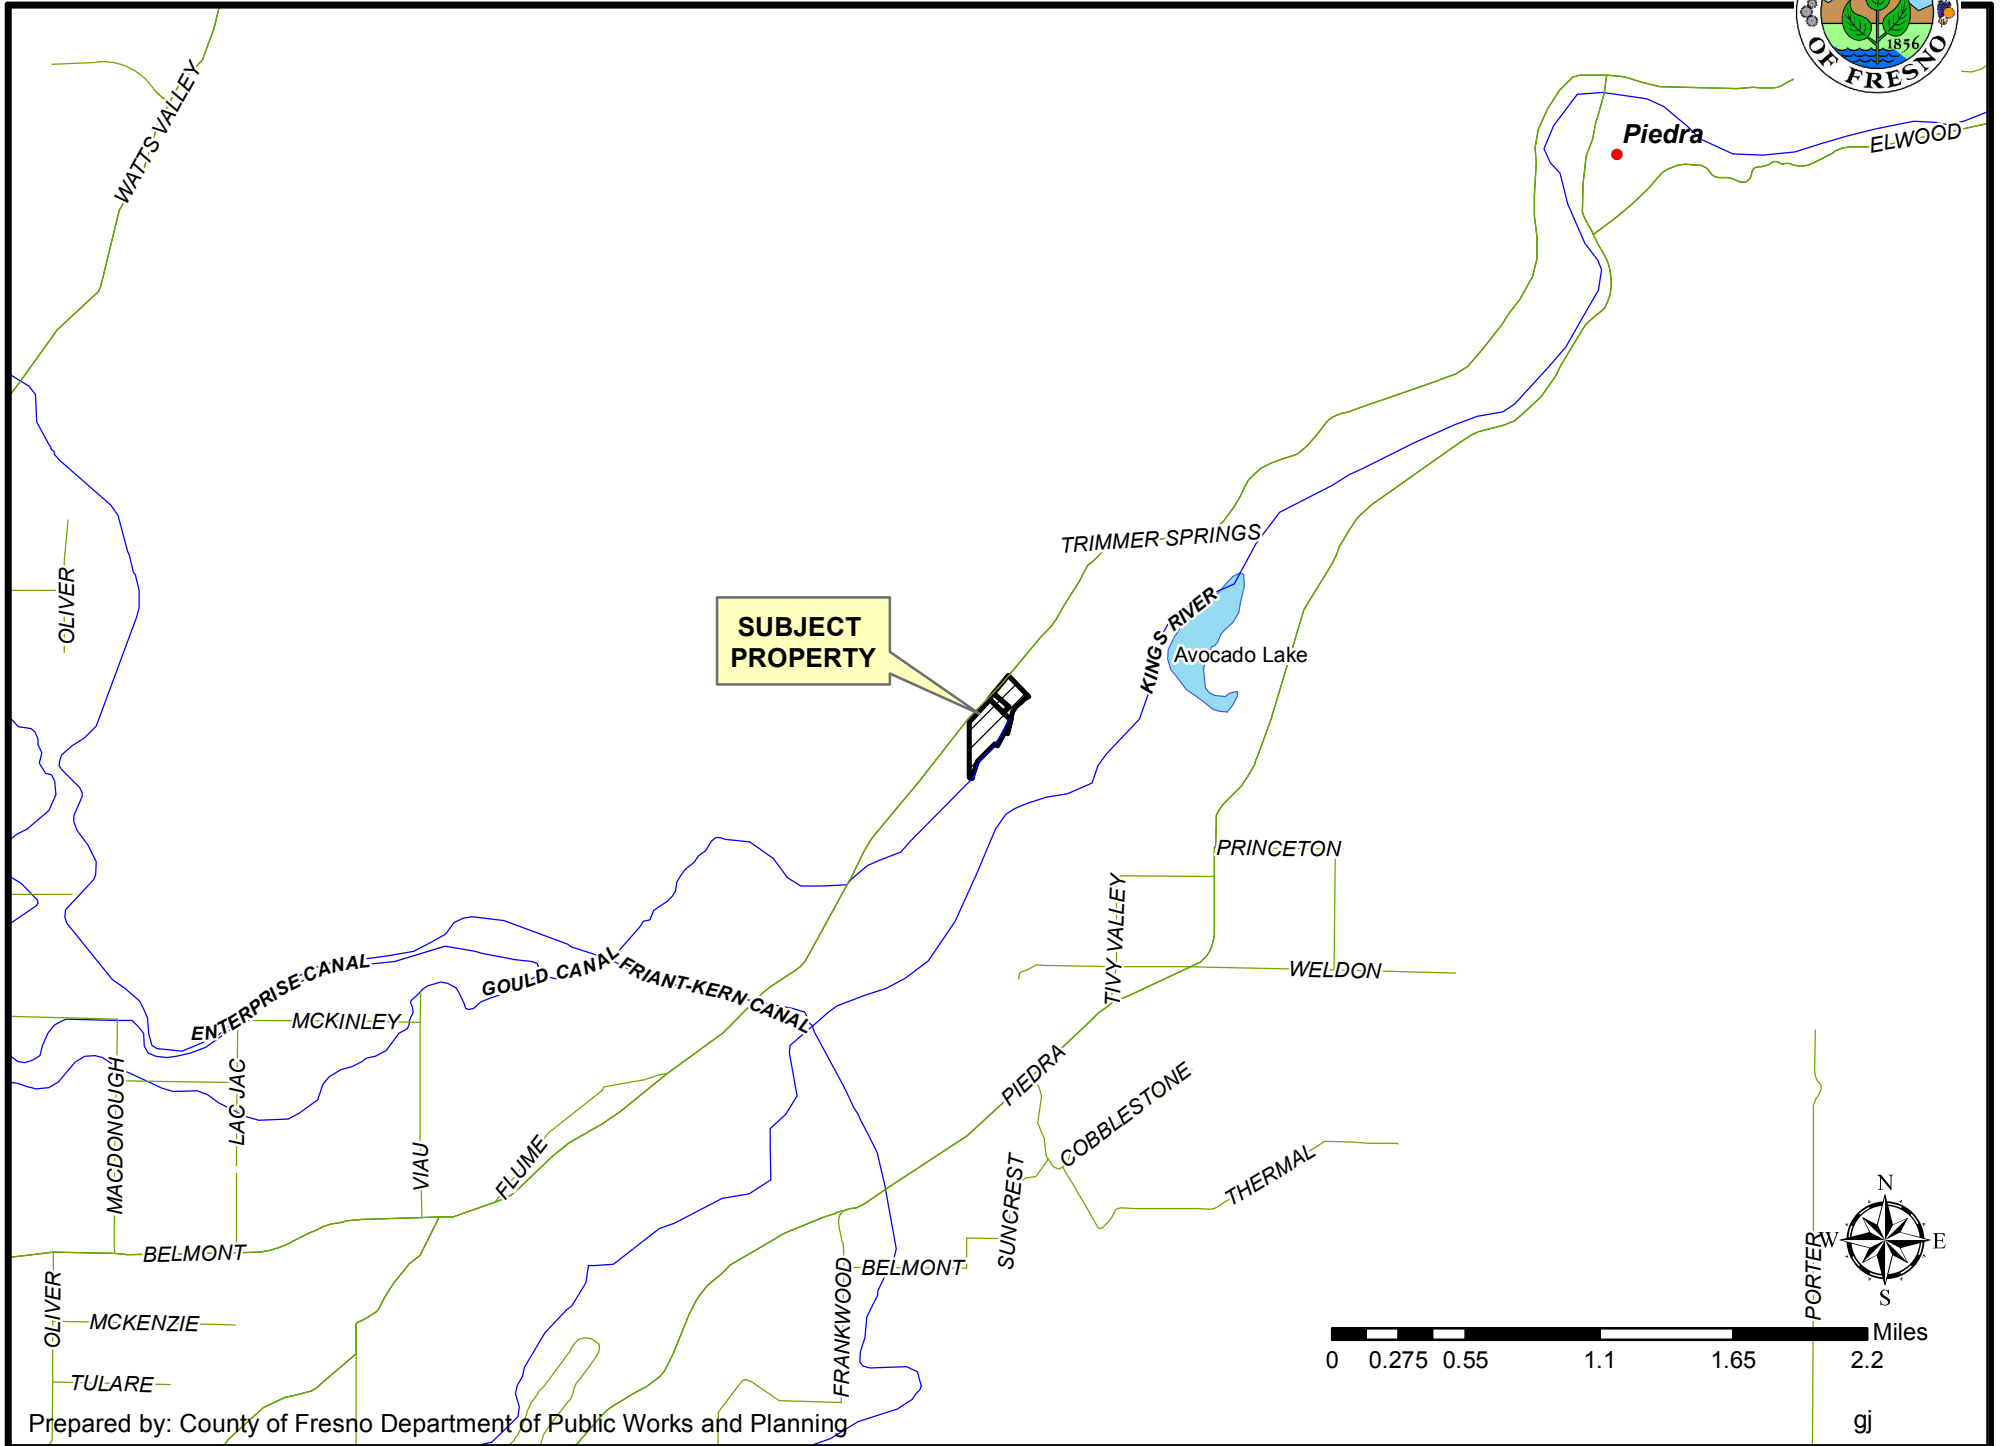 1856
OF FRESNO
WATTS VALLEY
Piedra
ELWOOD
TRIMMER SPRINGS
OLIVER
SUBJECT
PROPERTY
KINGS RIVER
Avocado Lake
PRINCETON
TIVY VALLEY
WELDON
ENTERPRISE CANAL
GOULD CANAL
FRIANT-KERN CANAL
MCKINLEY
MACDONOUGH
LAC JAC
VIAU
FLUME
PIEDRA
COBBLESTONE
SUNCREST
THERMAL
BELMONT
BELMONT
FRANKWOOD
OLIVER
MCKENZIE
TULARE
PORTER
N
W E
S
Miles
0 0.275 0.55 1.1 1.65 2.2
Prepared by: County of Fresno Department of Public Works and Planning
gj